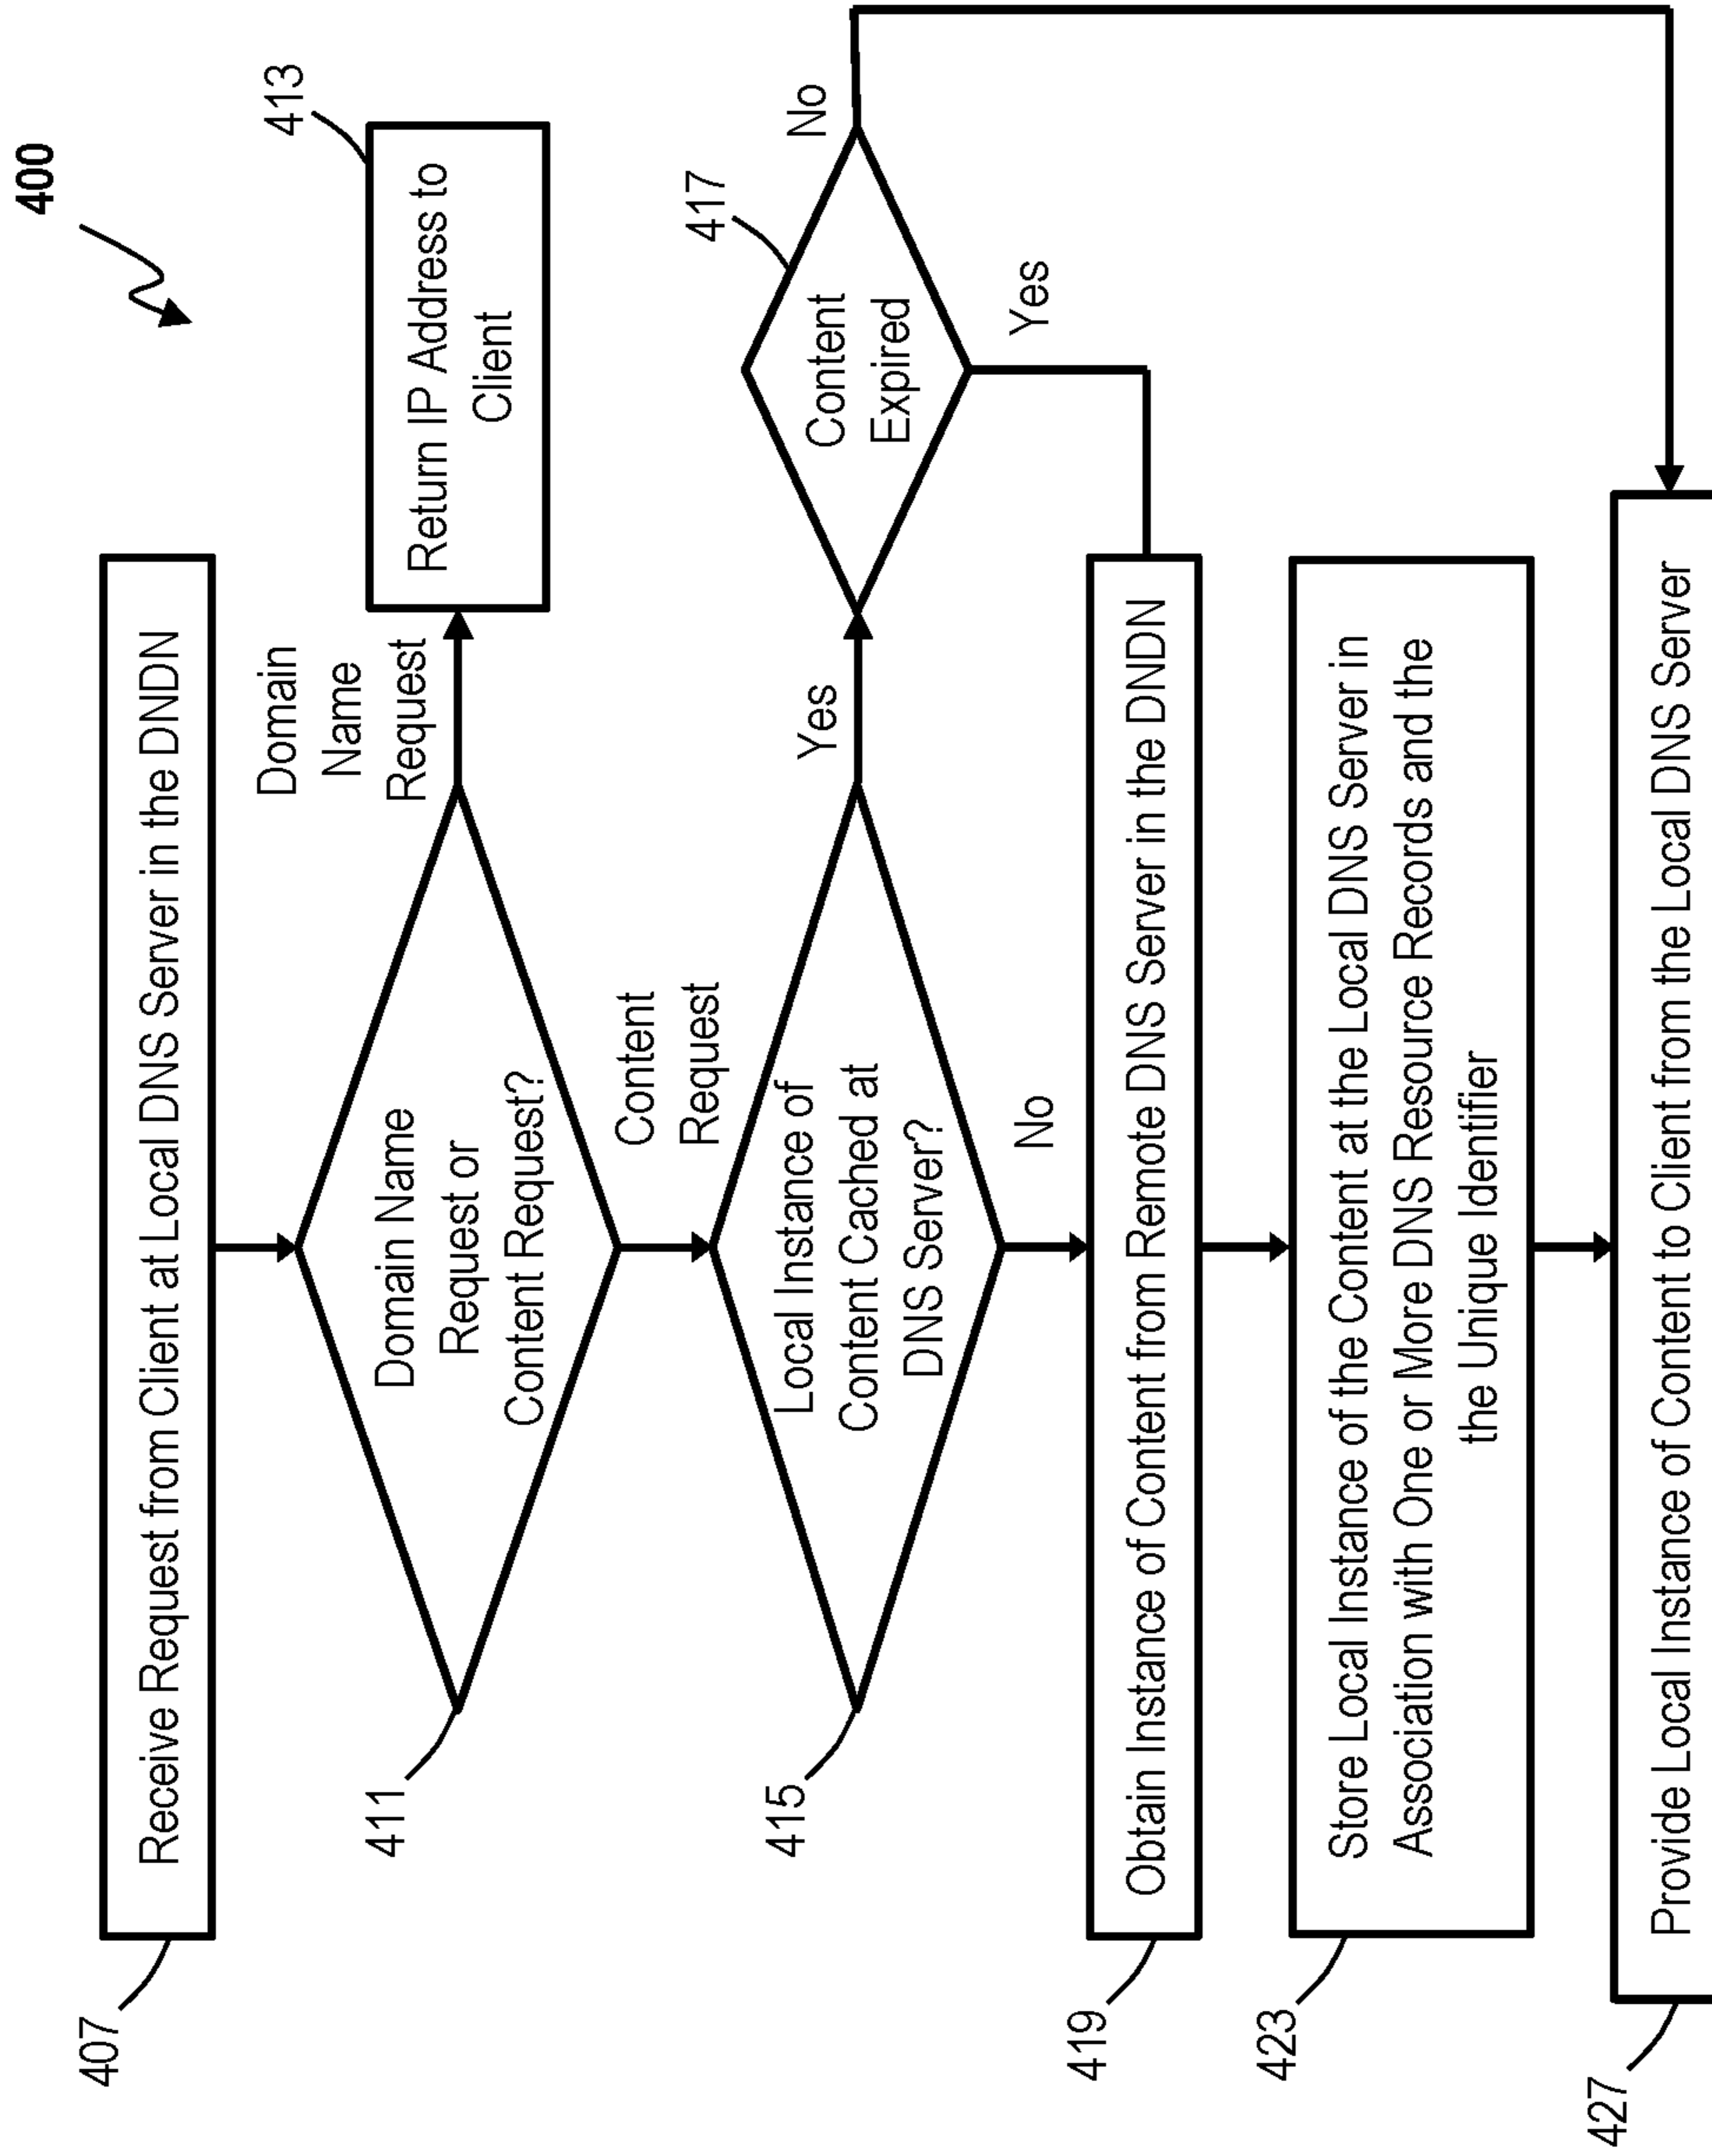 400
407
Receive Request from Client at Local DNS Server in the DNDN
411
Domain Name
Request or
Content Request?
Domain
Name
Request
413
Return IP Address to
Client
Content
Request
415
Local Instance of
Content Cached at
DNS Server?
Yes
417
Content
Expired
No
Yes
No
419
Obtain Instance of Content from Remote DNS Server in the DNDN
423
Store Local Instance of the Content at the Local DNS Server in
Association with One or More DNS Resource Records and the
the Unique Identifier
427
Provide Local Instance of Content to Client from the Local DNS Server